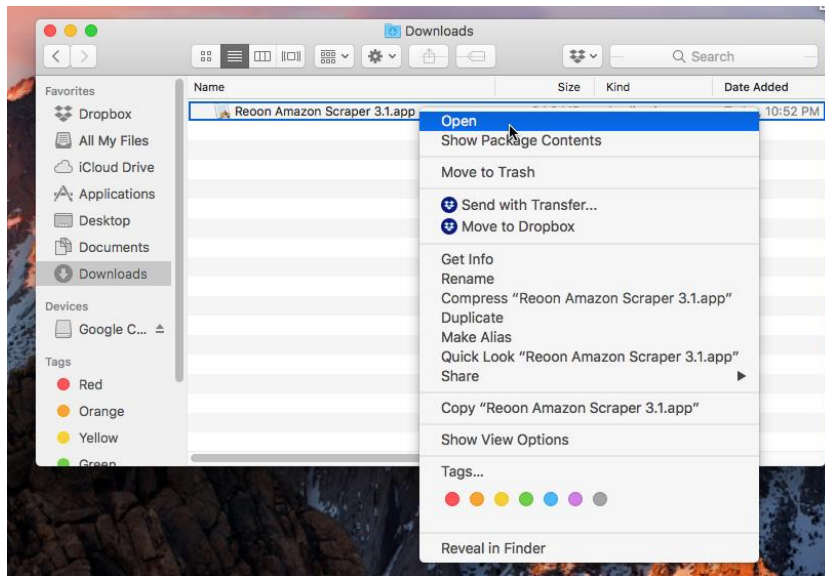 Downloads
Search
Favorites
Dropbox
All My Files
iCloud Drive
Applications
Desktop
Documents
Downloads
Devices
Google C...
Tags
Red
Orange
Yellow
Green
Name Size Kind Date Added
Reoon Amazon Scraper 3.1.app 10:52 PM
Open
Show Package Contents
Move to Trash
Send with Transfer...
Move to Dropbox
Get Info
Rename
Compress “Reoon Amazon Scraper 3.1.app”
Duplicate
Make Alias
Quick Look “Reoon Amazon Scraper 3.1.app”
Share
Copy “Reoon Amazon Scraper 3.1.app”
Show View Options
Tags...
Reveal in Finder